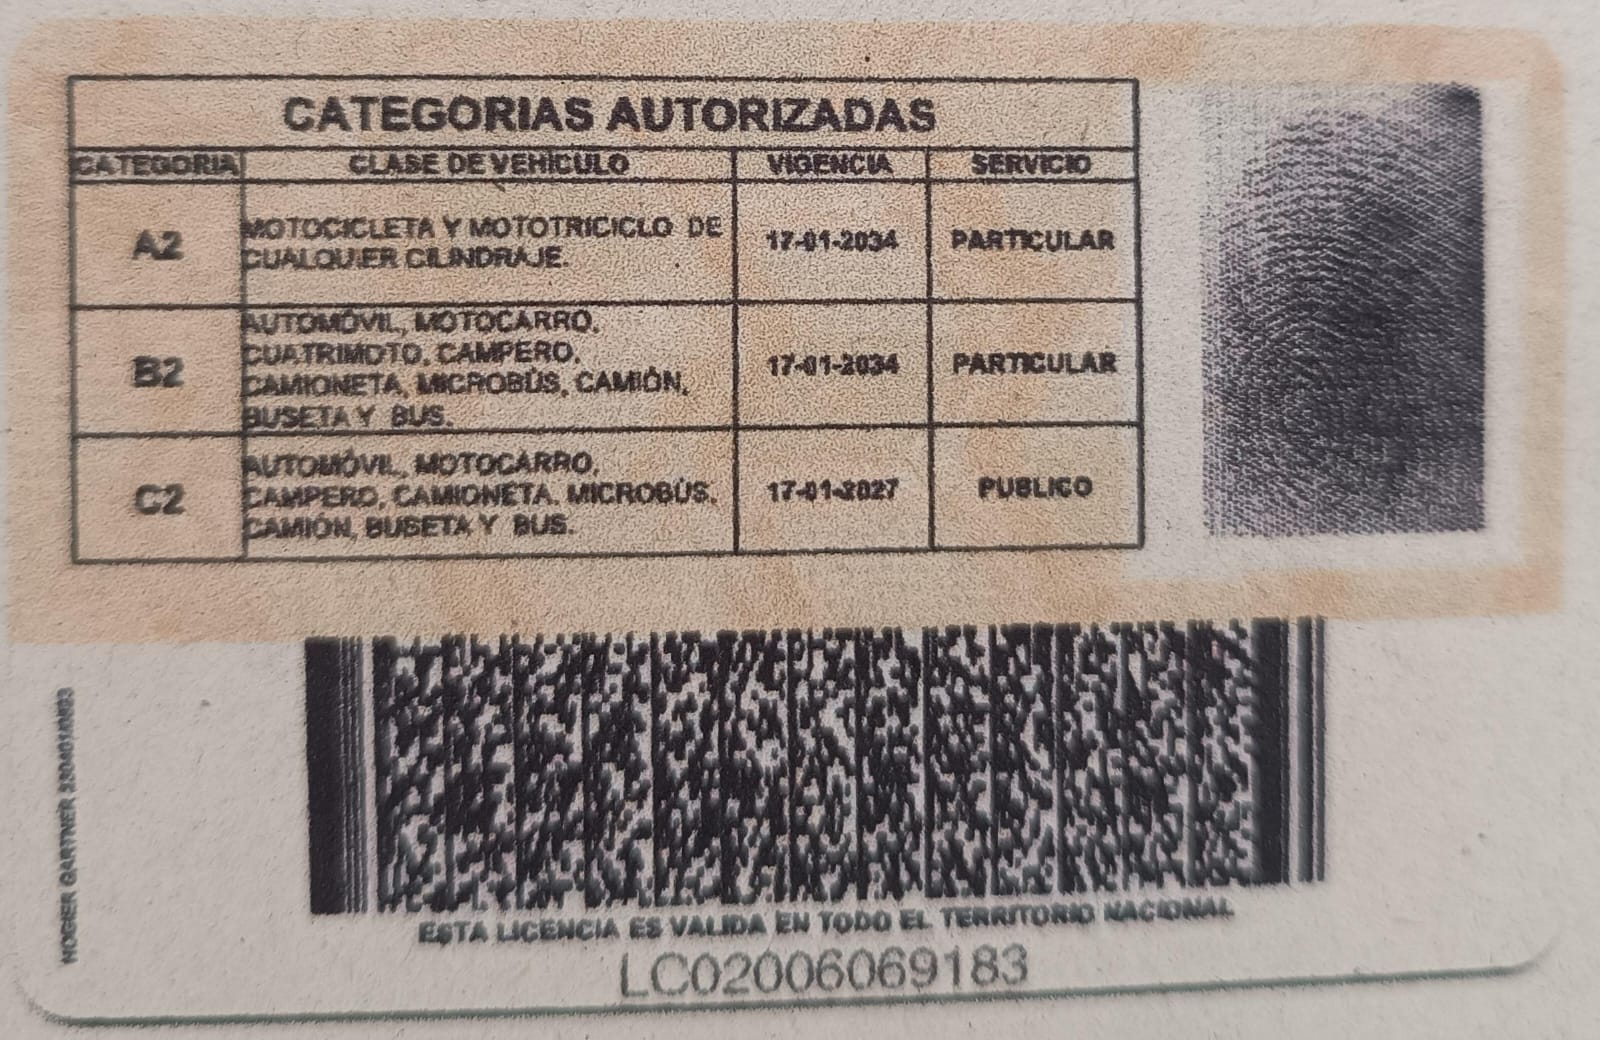 CATEGORIAS AUTORIZADAS
CATEGORIA CLASE DE VEHÍCULO VIGENCIA SERVICIO
A2 MOTOCICLETA Y MOTOTRICICLO DE CUALQUIER CILINDRAJE. 17-01-2034 PARTICULAR
B2 AUTOMÓVIL, MOTOCARRO, CUATRIMOTO, CAMPERO, CAMIONETA, MICROBÚS, CAMIÓN, BUSETA Y BUS. 17-01-2034 PARTICULAR
C2 AUTOMÓVIL, MOTOCARRO, CAMPERO, CAMIONETA, MICROBÚS, CAMIÓN, BUSETA Y BUS. 17-01-2027 PUBLICO
ESTA LICENCIA ES VALIDA EN TODO EL TERRITORIO NACIONAL
LC02006069183